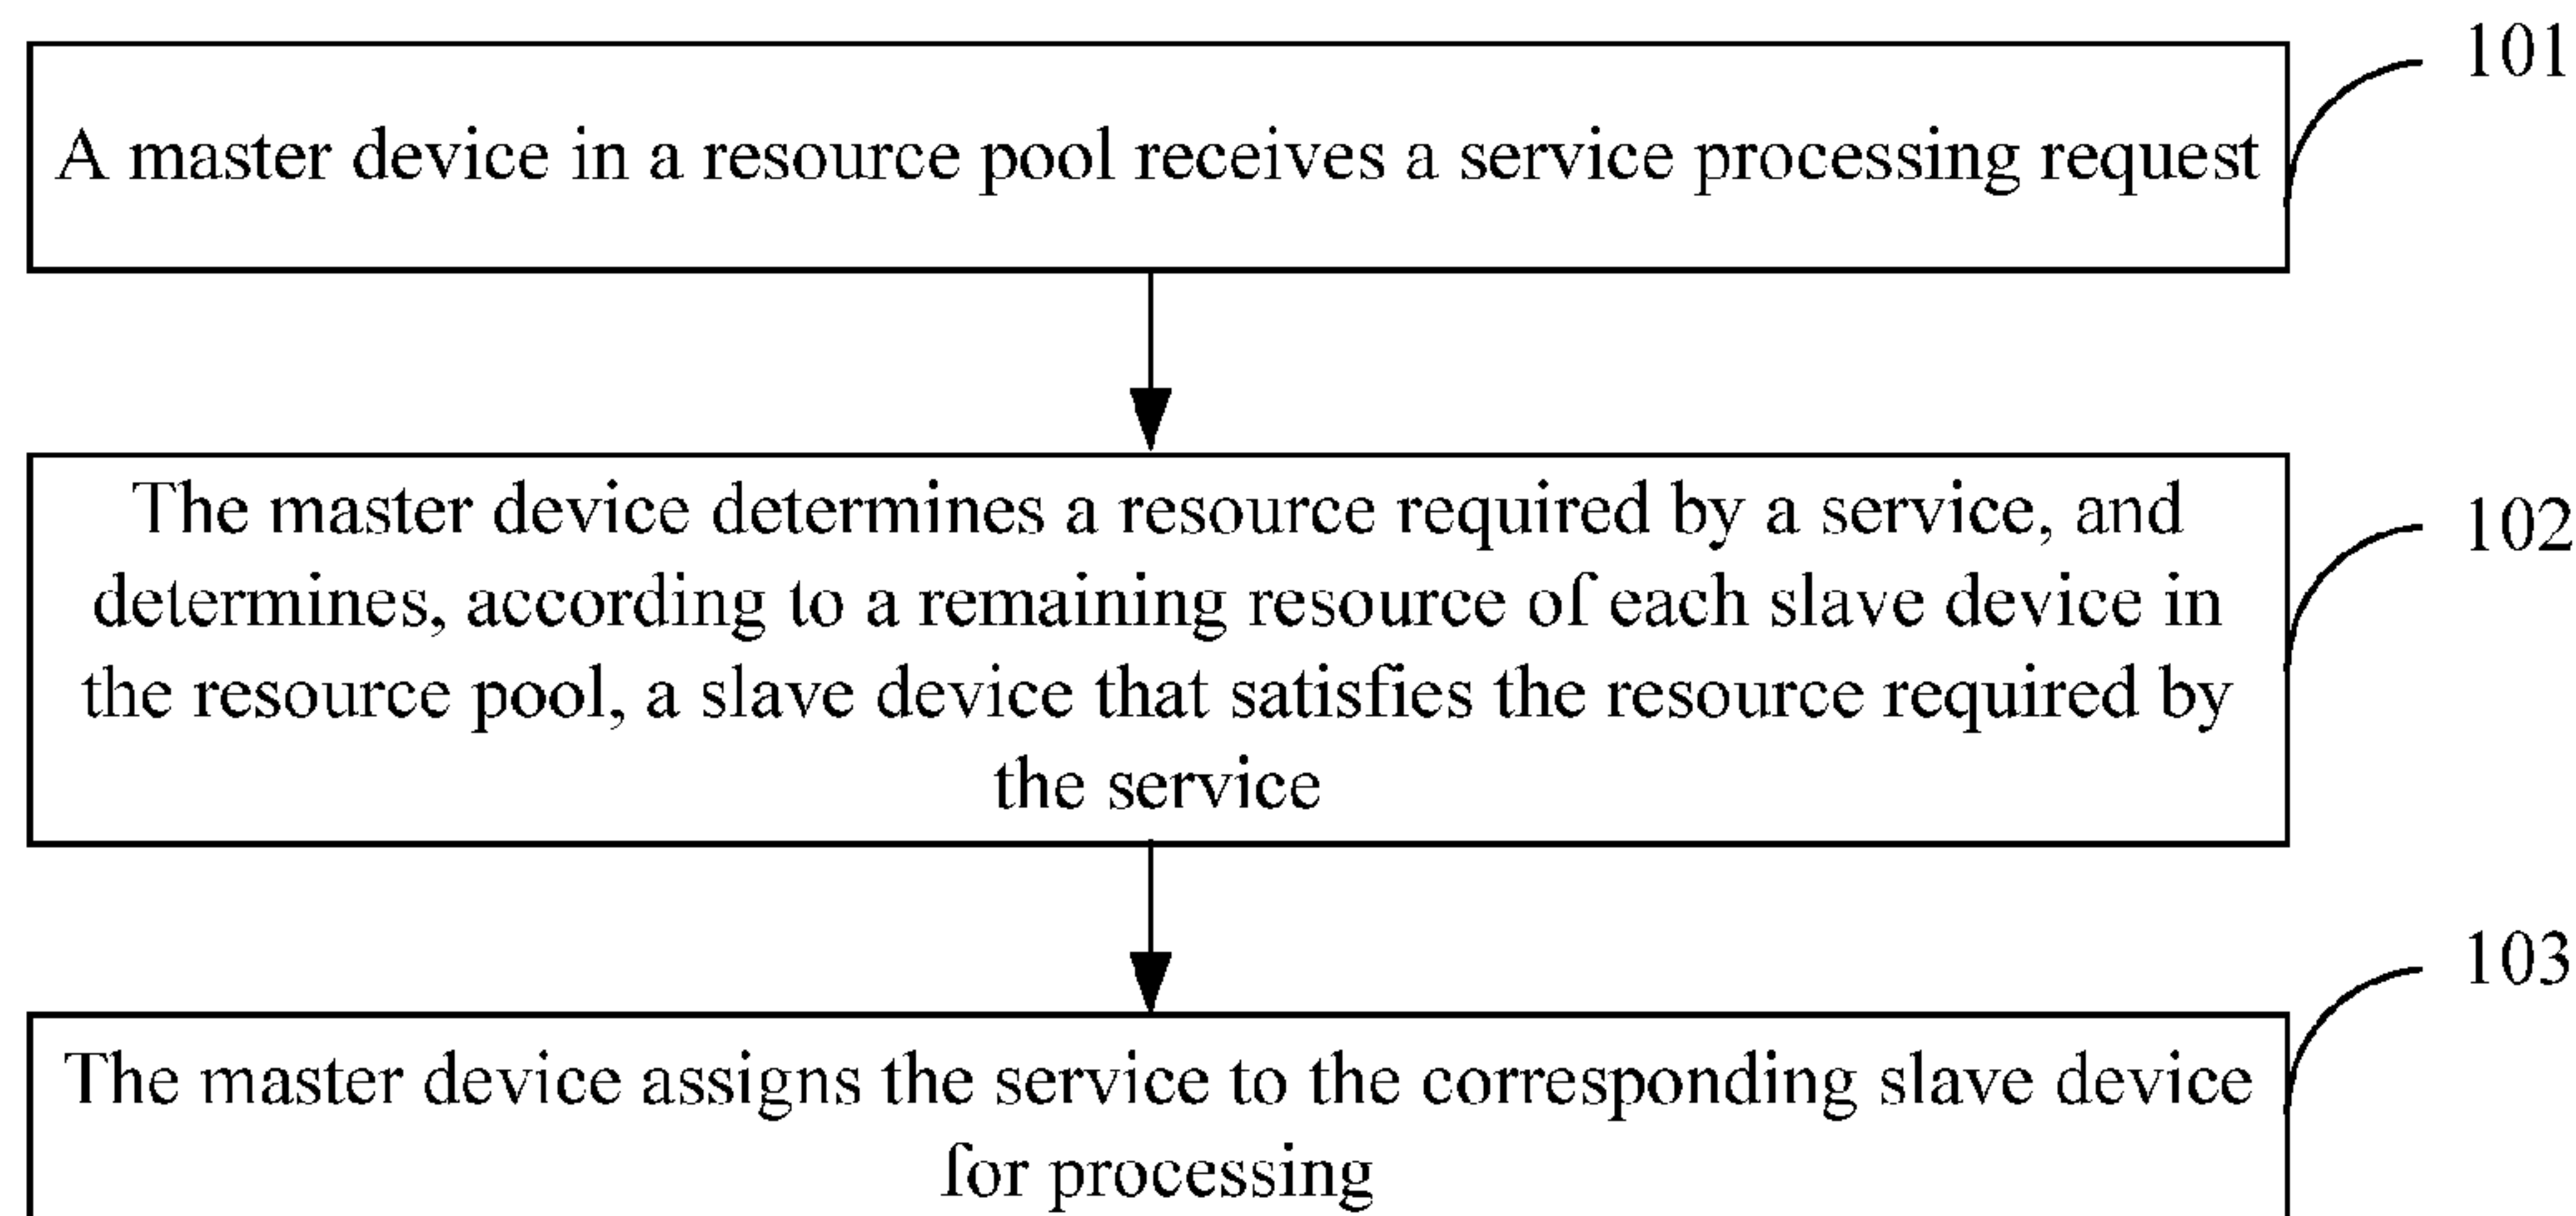 101
A master device in a resource pool receives a service processing request
The master device determines a resource required by a service, and
102
determines, according to a remaining resource of each slave device in
the resource pool, a slave device that satisfies the resource required by
the service
103
The master device assigns the service to the corresponding slave device
for processing